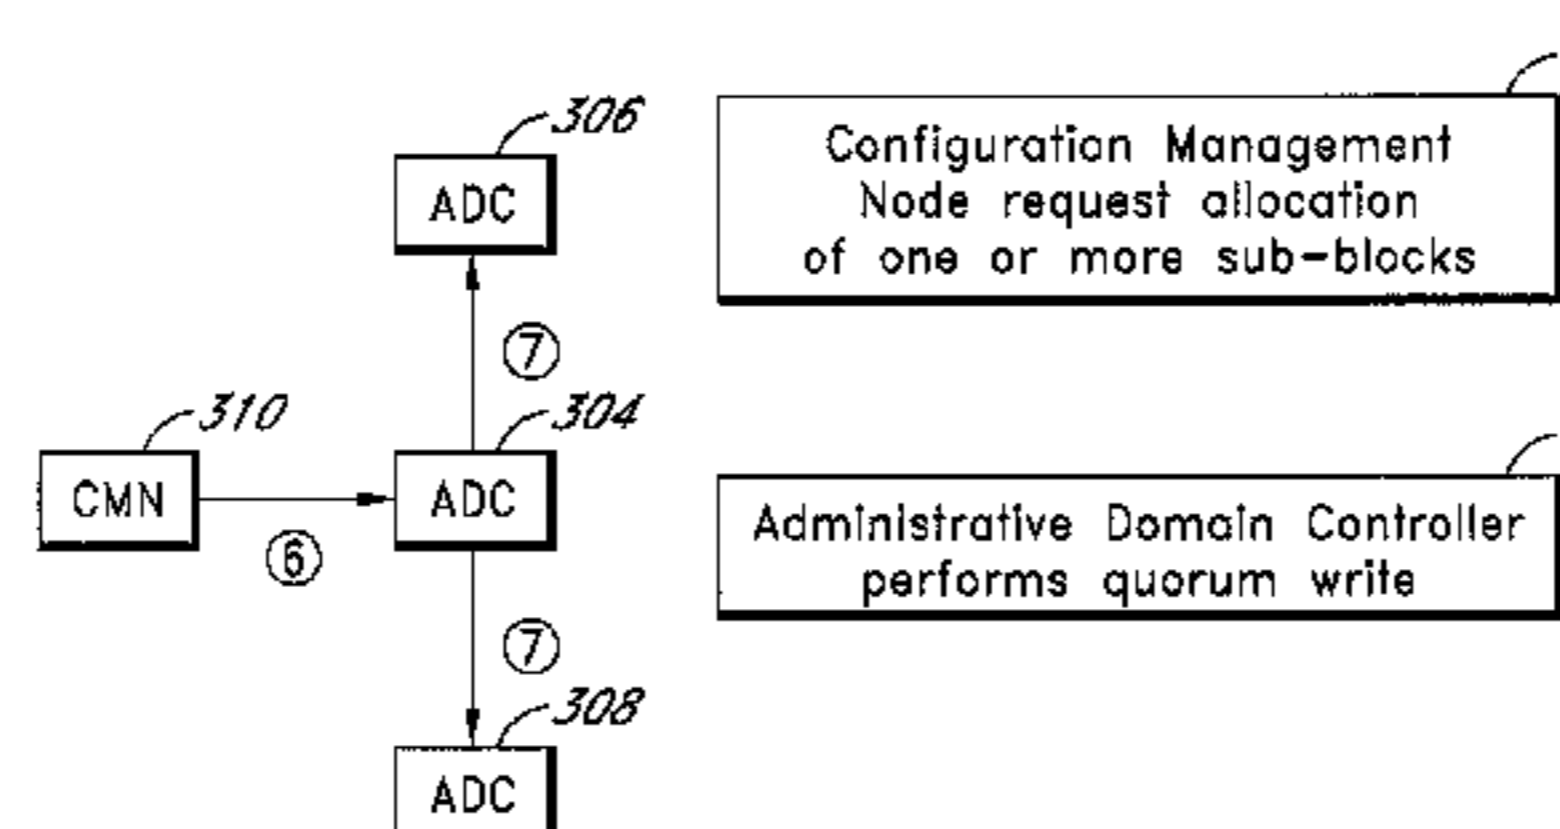 306
ADC
7
310
304
CMN
ADC
6
7
308
ADC
Configuration Management
Node request allocation
of one or more sub-blocks
Administrative Domain Controller
performs quorum write